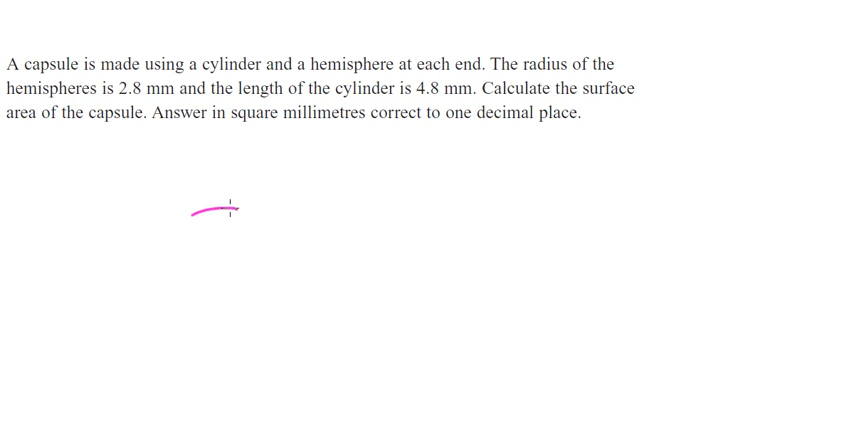 A capsule is made using a cylinder and a hemisphere at each end. The radius of the
hemispheres is 2.8 mm and the length of the cylinder is 4.8 mm. Calculate the surface
area of the capsule. Answer in square millimetres correct to one decimal place.